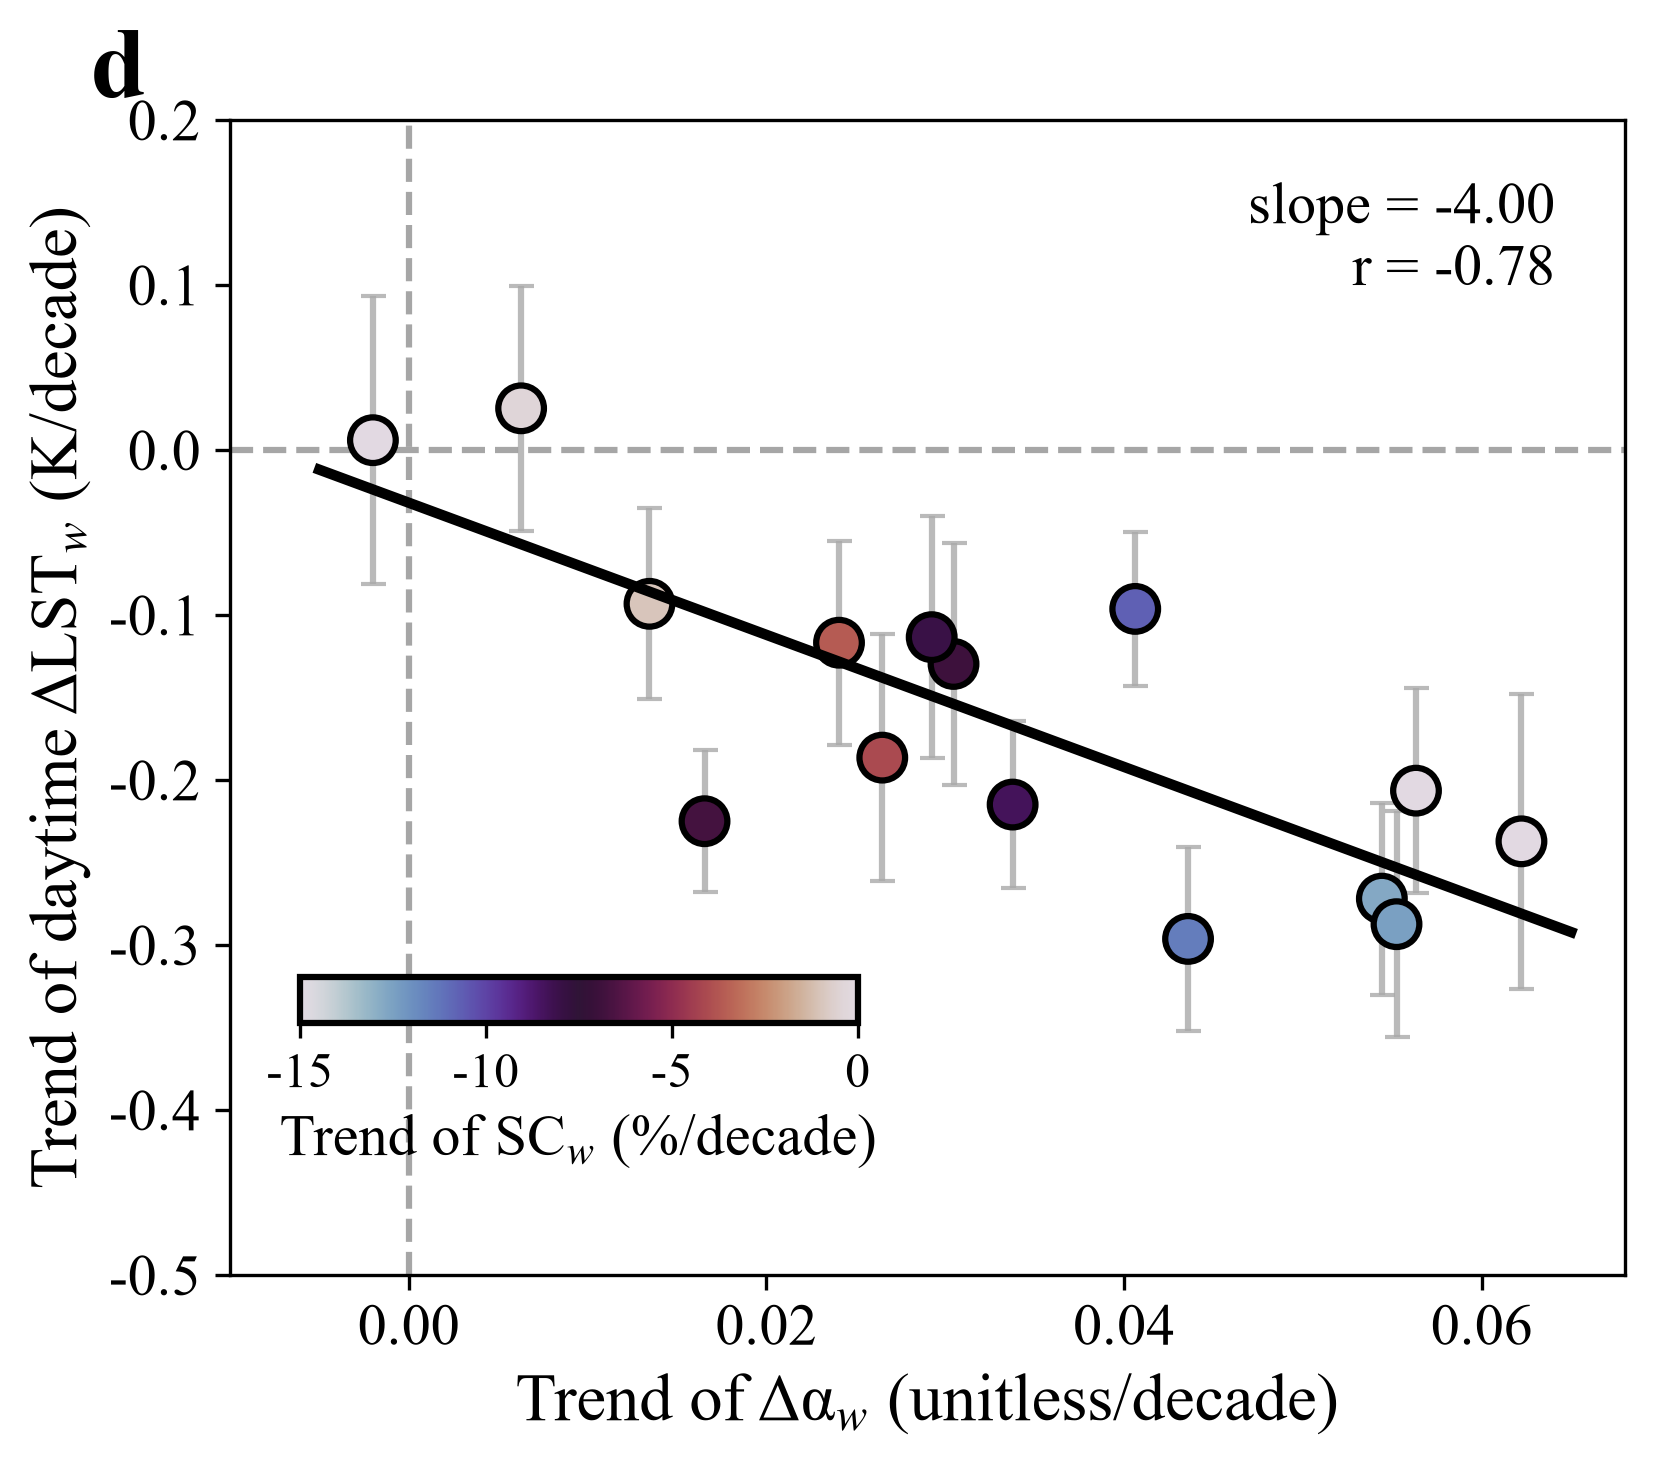 d
0.2
0.1
0.0
-0.1
-0.2
-0.3
-0.4
-0.5
Trend of daytime ΔLSTw (K/decade)
slope = -4.00
r = -0.78
-15 -10 -5 0
Trend of SCw (%/decade)
0.00 0.02 0.04 0.06
Trend of Δαw (unitless/decade)